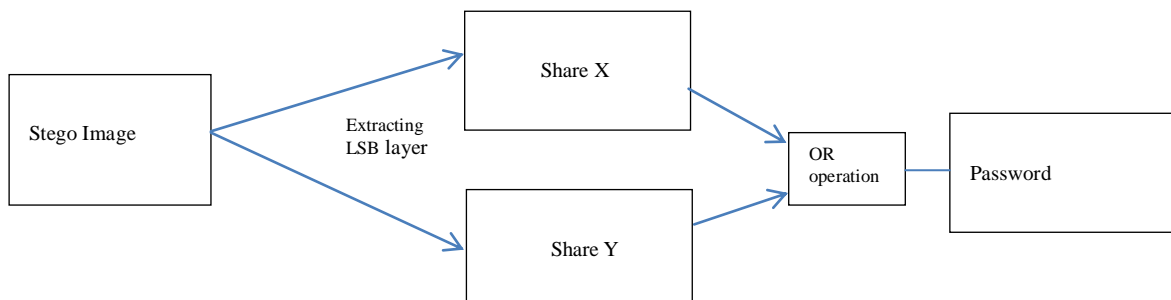 Stego Image
Extracting
LSB layer
Share X
Share Y
OR
operation
Password